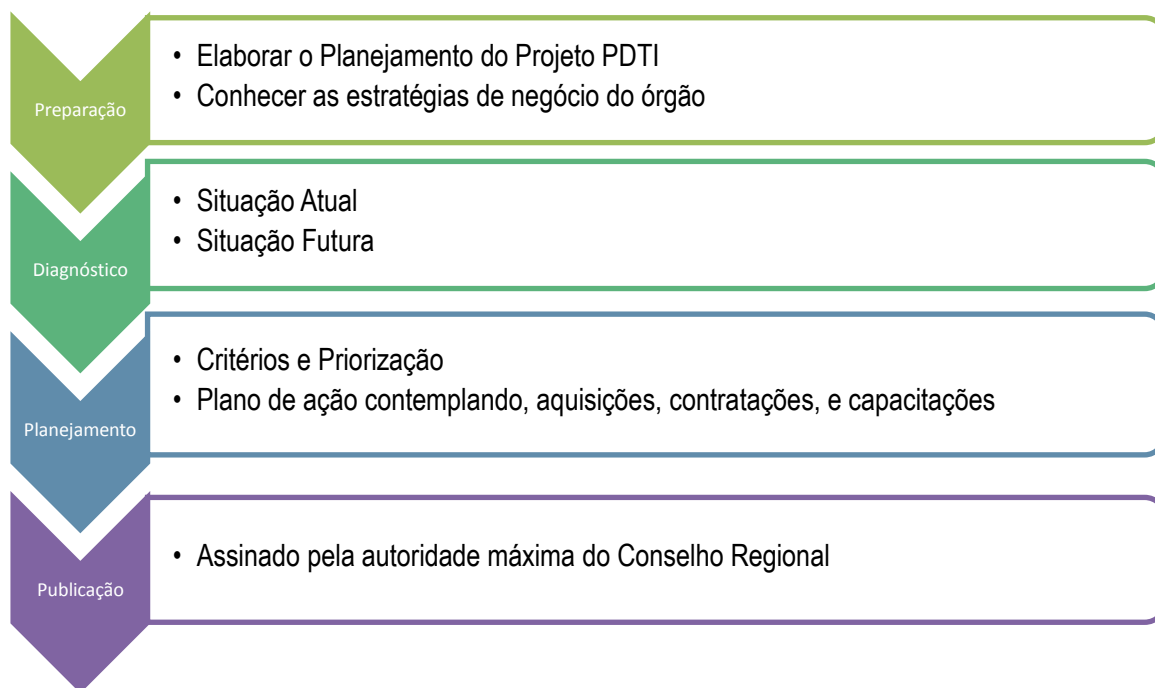 Preparação
• Elaborar o Planejamento do Projeto PDTI
• Conhecer as estratégias de negócio do órgão
Diagnóstico
• Situação Atual
• Situação Futura
Planejamento
• Critérios e Priorização
• Plano de ação contemplando, aquisições, contratações, e capacitações
Publicação
• Assinado pela autoridade máxima do Conselho Regional